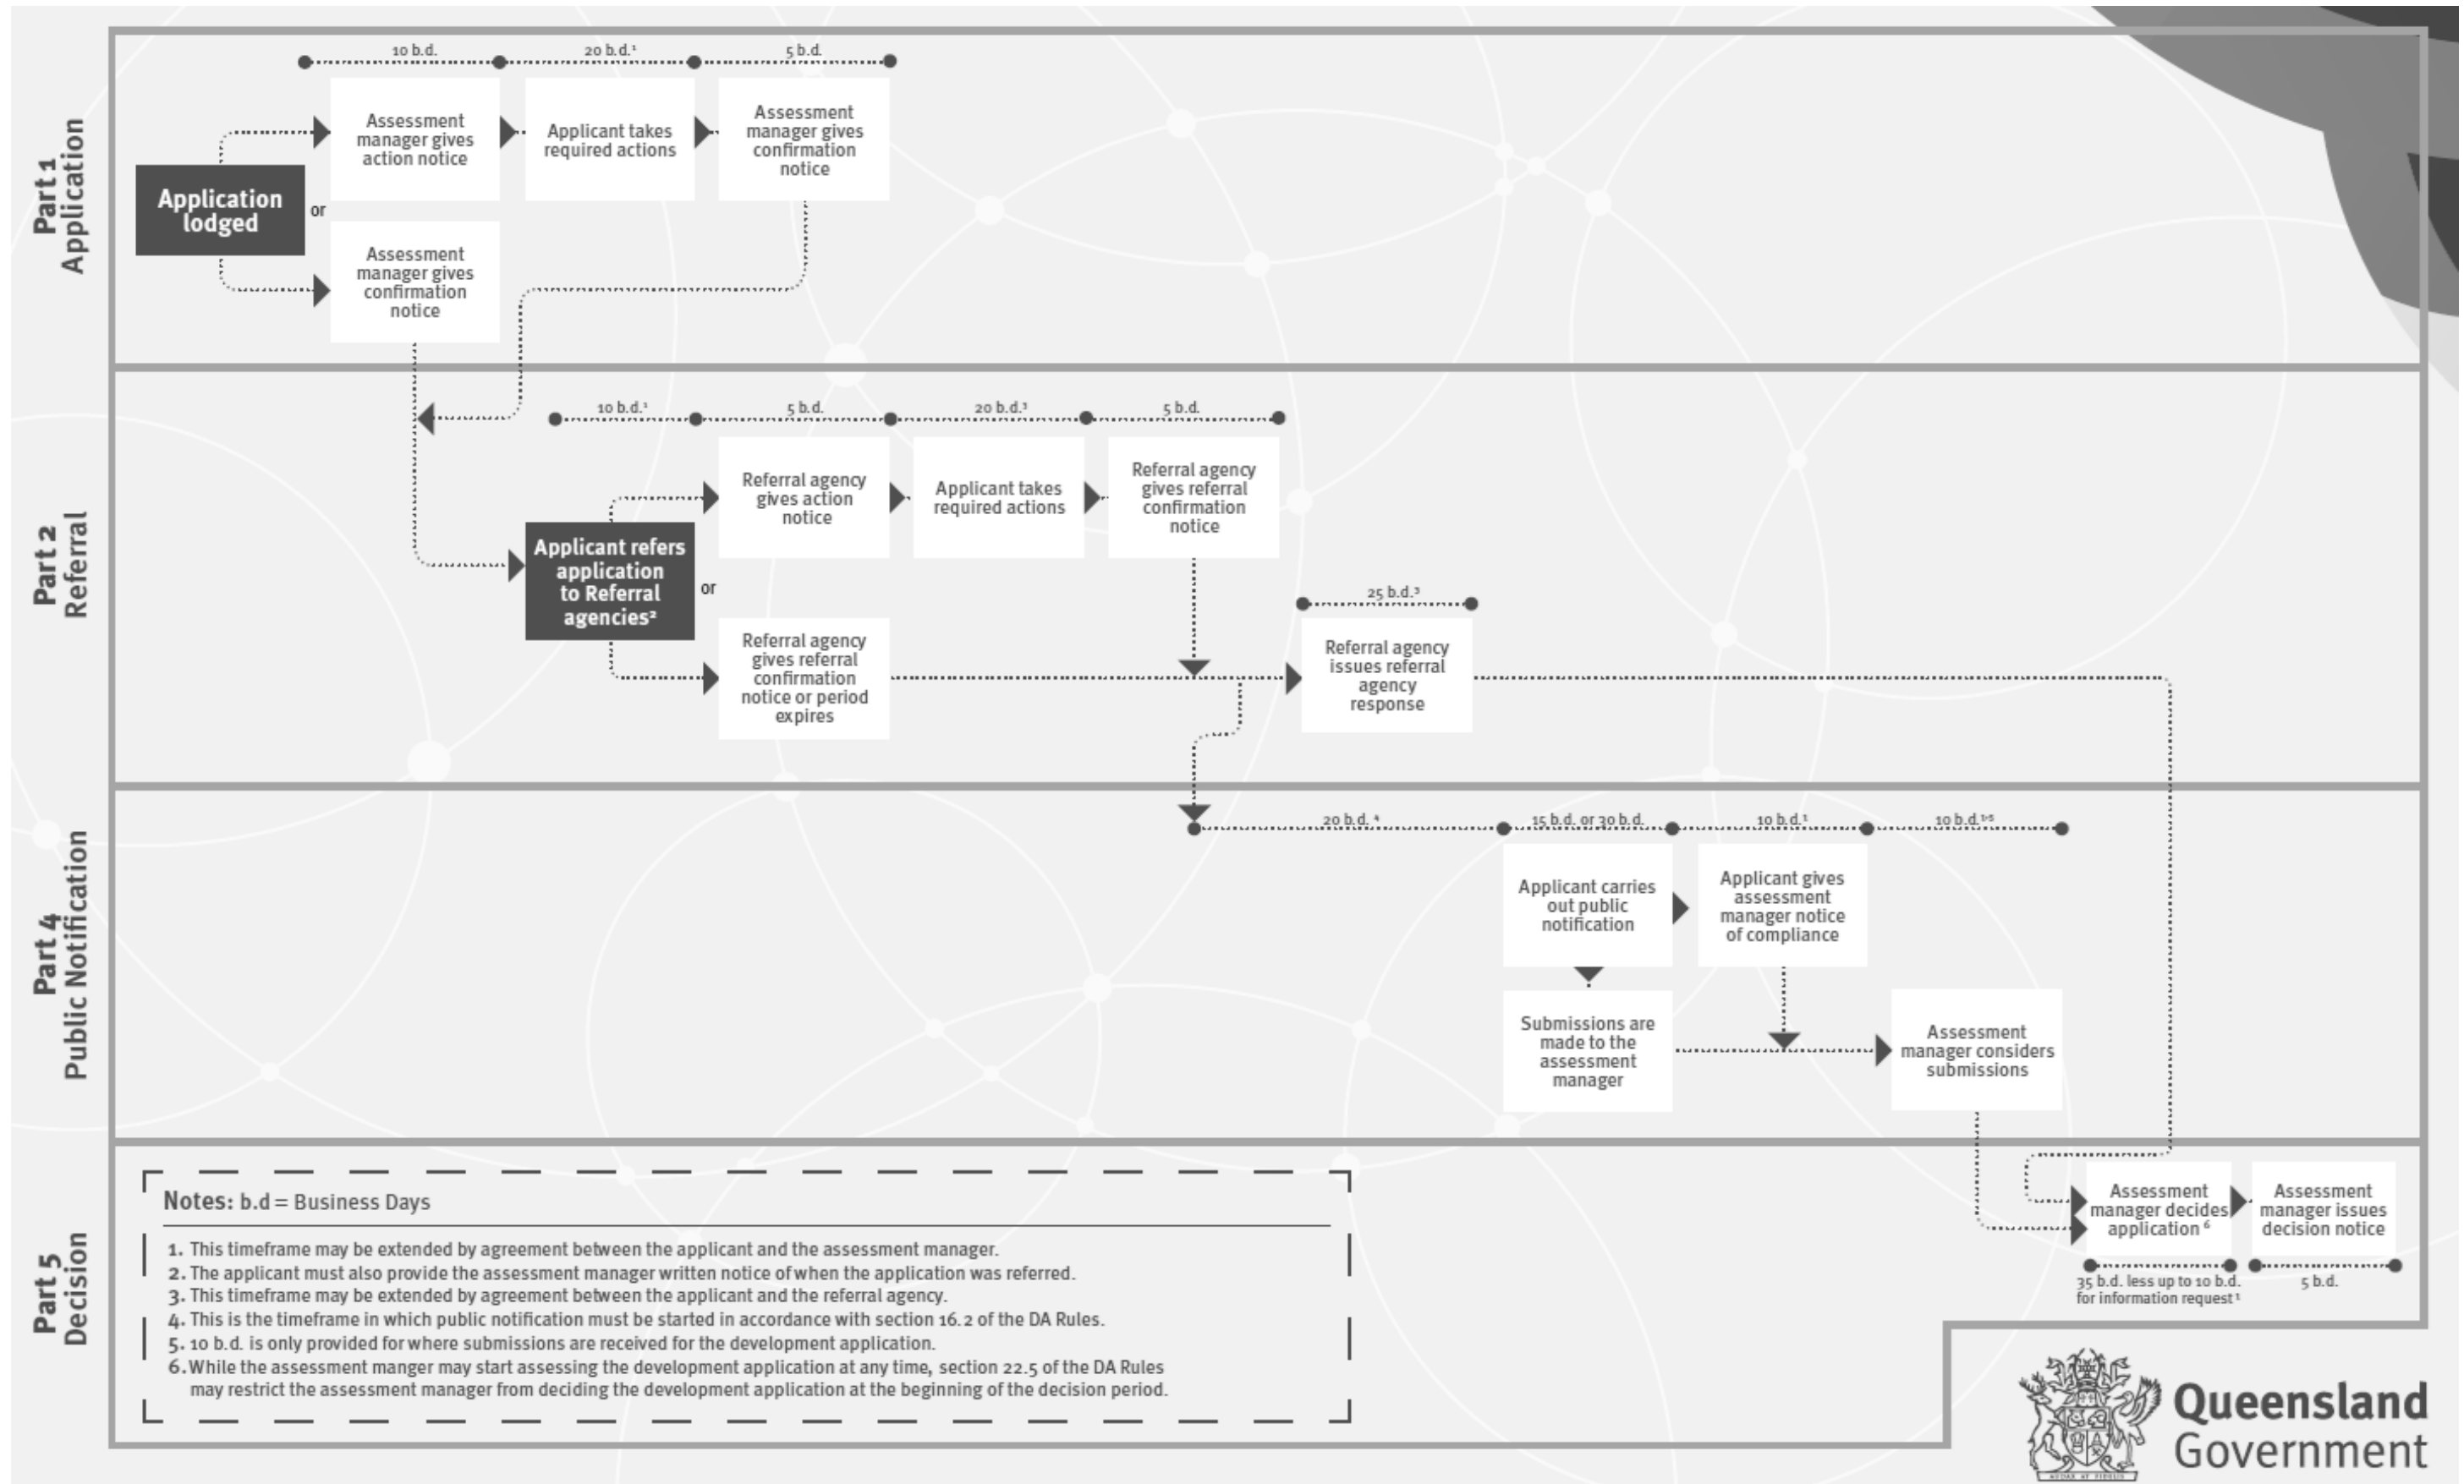 Part 1
Application
10 b.d.
20 b.d.¹
5 b.d.
Application
lodged
or
Assessment
manager gives
action notice
Applicant takes
required actions
Assessment
manager gives
confirmation
notice
Assessment
manager gives
confirmation
notice
Part 2
Referral
10 b.d.¹
5 b.d.
20 b.d.³
5 b.d.
Applicant refers
application
to Referral
agencies²
or
Referral agency
gives action
notice
Applicant takes
required actions
Referral agency
gives referral
confirmation
notice
Referral agency
gives referral
confirmation
notice or period
expires
25 b.d.³
Referral agency
issues referral
agency
response
Part 4
Public Notification
20 b.d. ⁴
15 b.d. or 30 b.d.
10 b.d.¹
10 b.d.¹·⁵
Applicant carries
out public
notification
Applicant gives
assessment
manager notice
of compliance
Submissions are
made to the
assessment
manager
Assessment
manager considers
submissions
Part 5
Decision
Assessment
manager decides
application ⁶
Assessment
manager issues
decision notice
35 b.d. less up to 10 b.d.
for information request¹
5 b.d.
Notes: b.d = Business Days
1. This timeframe may be extended by agreement between the applicant and the assessment manager.
2. The applicant must also provide the assessment manager written notice of when the application was referred.
3. This timeframe may be extended by agreement between the applicant and the referral agency.
4. This is the timeframe in which public notification must be started in accordance with section 16.2 of the DA Rules.
5. 10 b.d. is only provided for where submissions are received for the development application.
6. While the assessment manger may start assessing the development application at any time, section 22.5 of the DA Rules
may restrict the assessment manager from deciding the development application at the beginning of the decision period.
AUDAX AT FIDELIS
Queensland
Government